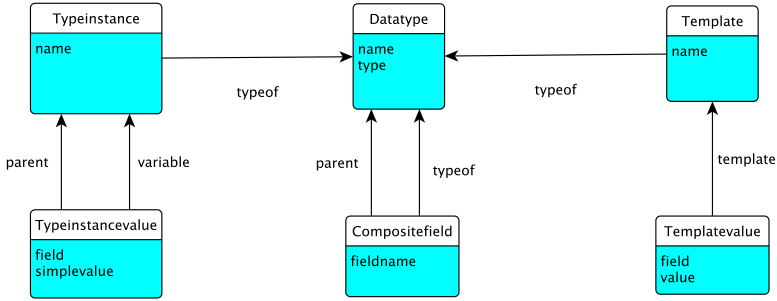 Typeinstance
name
Datatype
name
type
Template
name
typeof
typeof
parent
variable
parent
typeof
template
Typeinstancevalue
field
simplevalue
Compositefield
fieldname
Templatevalue
field
value